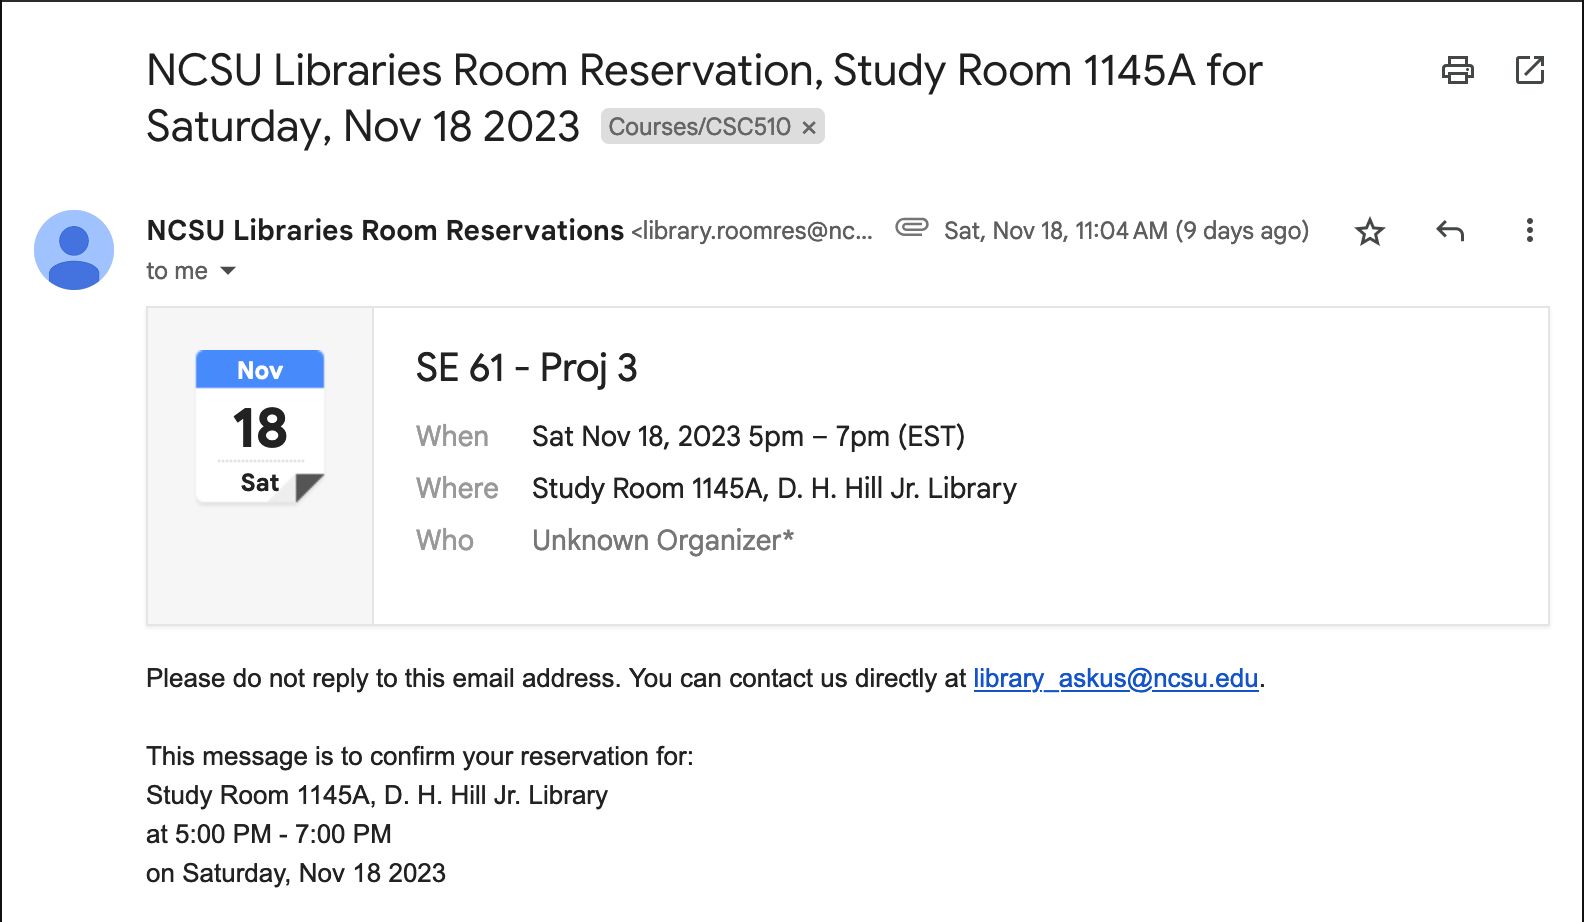 NCSU Libraries Room Reservation, Study Room 1145A for
Saturday, Nov 18 2023 Courses/CSC510 ×
NCSU Libraries Room Reservations <library.roomres@nc... Sat, Nov 18, 11:04 AM (9 days ago)
to me
Nov
18
Sat
SE 61 - Proj 3
When Sat Nov 18, 2023 5pm – 7pm (EST)
Where Study Room 1145A, D. H. Hill Jr. Library
Who Unknown Organizer*
Please do not reply to this email address. You can contact us directly at library_askus@ncsu.edu.
This message is to confirm your reservation for:
Study Room 1145A, D. H. Hill Jr. Library
at 5:00 PM - 7:00 PM
on Saturday, Nov 18 2023